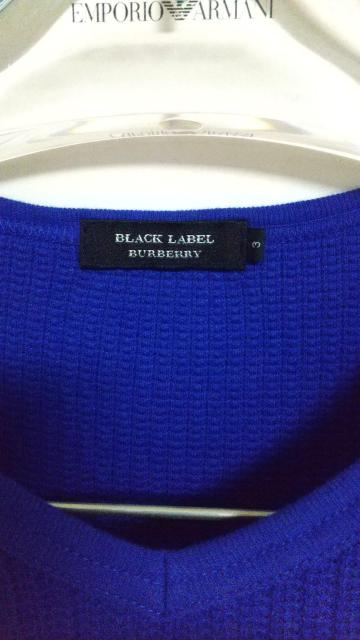 EMPORIO ARMANI
BLACK LABEL
BURBERRY
3